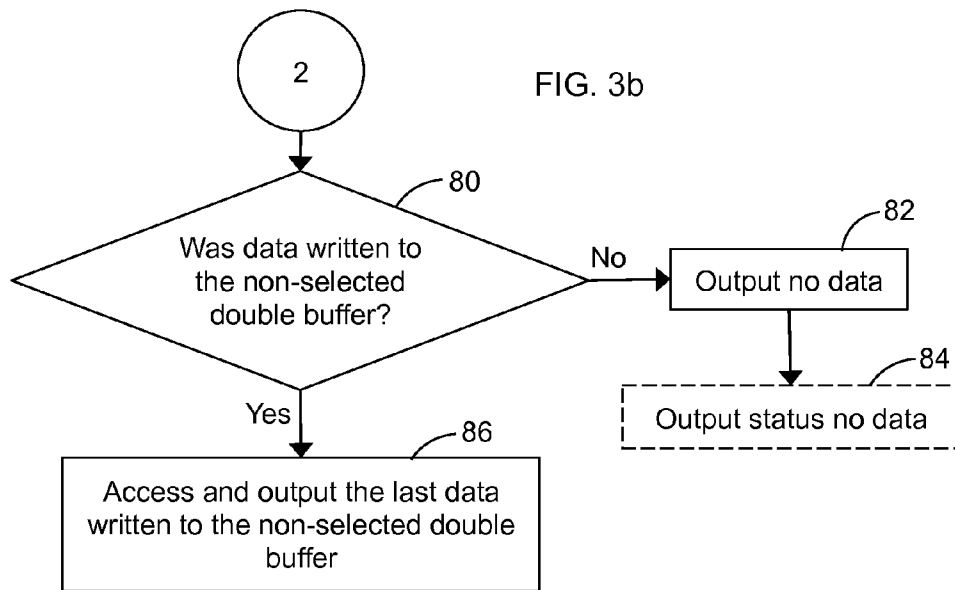 2
FIG. 3b
80
Was data written to
the non-selected
double buffer?
No
82
Output no data
84
Output status no data
Yes
86
Access and output the last data
written to the non-selected double
buffer